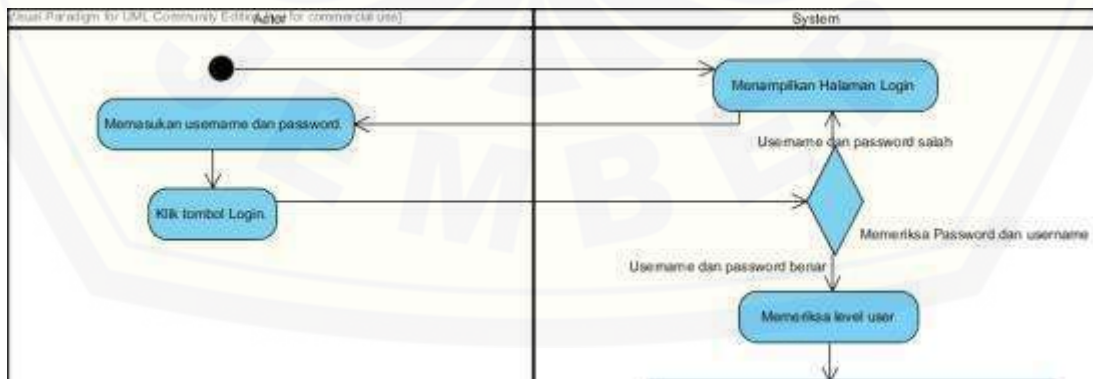 Visual Paradigm for UML Community Edition [not for commercial use]
Actor
System
Menampilkan Halaman Login
Memasukan username dan password.
Username dan password salah
Klik tombol Login.
Memeriksa Password dan username
Username dan password benar
Memeriksa level user
JEMBER